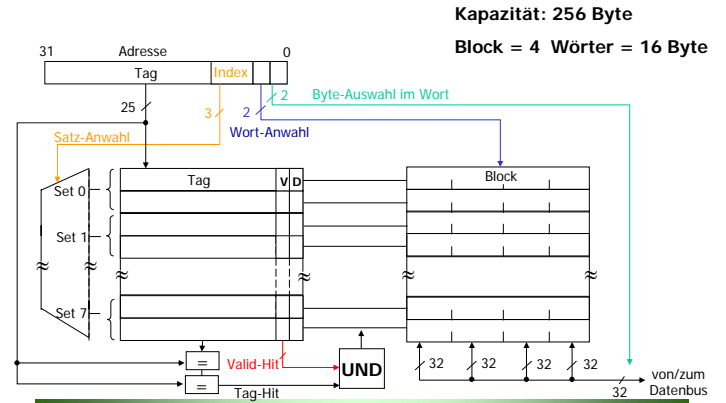 Kapazität: 256 Byte
Block = 4 Wörter = 16 Byte
31 Adresse 0
Tag Index
25 3 2 2 Byte-Auswahl im Wort
Satz-Anwahl Wort-Anwahl
Tag V D Block
Set 0
Set 1
≈ ≈ ≈ ≈ ≈ ≈
Set 7
= Valid-Hit UND 32 32 32 32
= Tag-Hit 32 von/zum
Datenbus